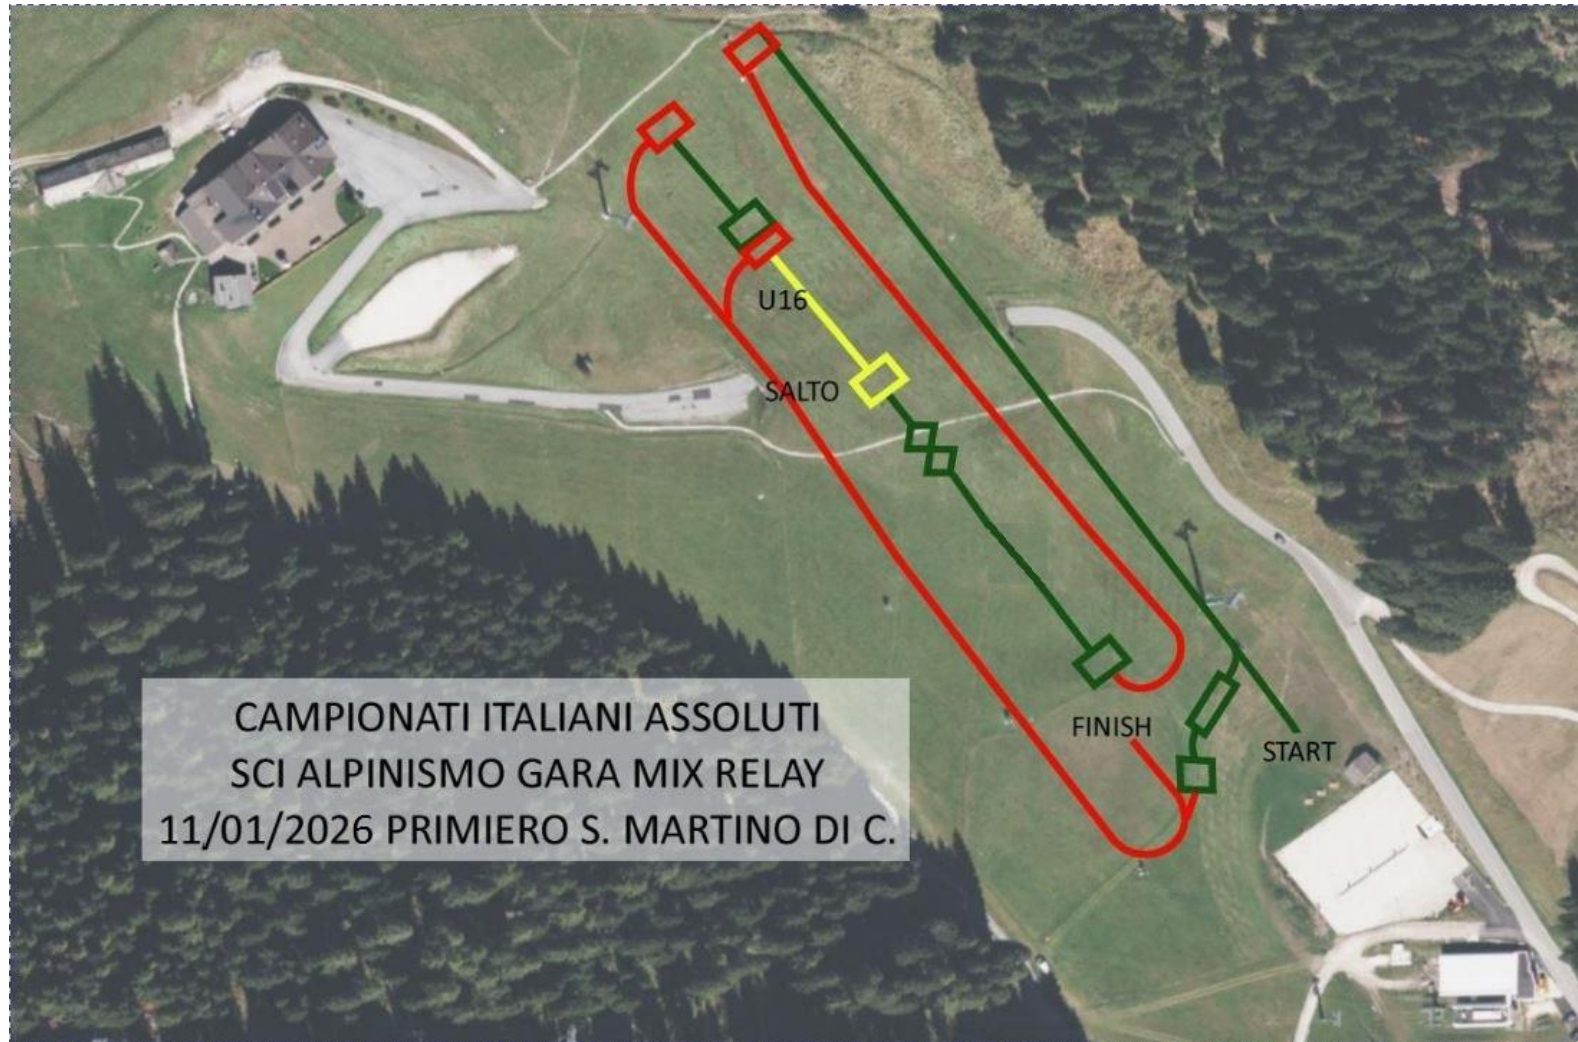 U16
SALTO
FINISH
START
CAMPIONATI ITALIANI ASSOLUTI
SCI ALPINISMO GARA MIX RELAY
11/01/2026 PRIMIERO S. MARTINO DI C.